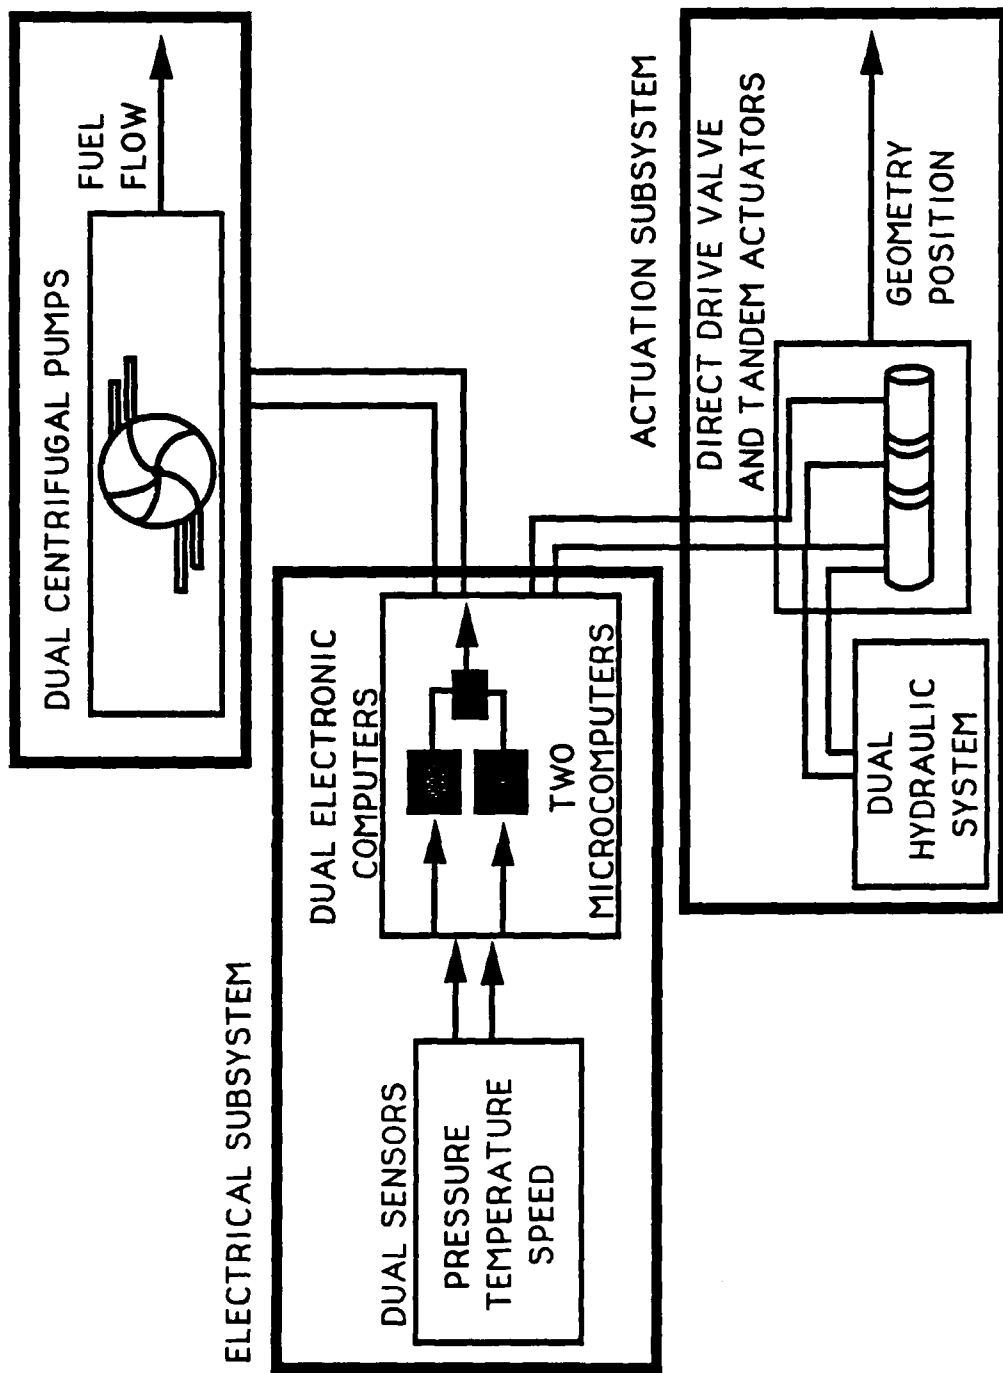 DUAL CENTRIFUGAL PUMPS
FUEL
FLOW
ELECTRICAL SUBSYSTEM
DUAL SENSORS
PRESSURE
TEMPERATURE
SPEED
DUAL ELECTRONIC
COMPUTERS
TWO
MICROCOMPUTERS
ACTUATION SUBSYSTEM
DIRECT DRIVE VALVE
AND TANDEM ACTUATORS
DUAL
HYDRAULIC
SYSTEM
GEOMETRY
POSITION